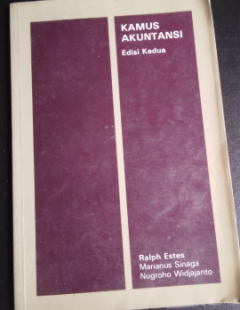 KAMUS
AKUNTANSI
Edisi Kedua
Ralph Estes
Marianus Sinaga
Nugroho Widjajanto